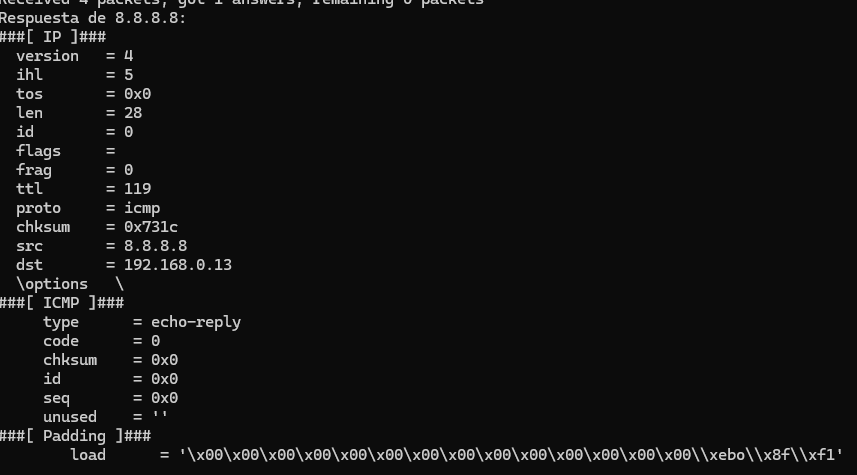 Received 4 packets, got 1 answers, remaining 0 packets
Respuesta de 8.8.8.8:
###[ IP ]###
  version   = 4
  ihl       = 5
  tos       = 0x0
  len       = 28
  id        = 0
  flags     =
  frag      = 0
  ttl       = 119
  proto     = icmp
  chksum    = 0x731c
  src       = 8.8.8.8
  dst       = 192.168.0.13
  \options   \
###[ ICMP ]###
     type      = echo-reply
     code      = 0
     chksum    = 0x0
     id        = 0x0
     seq       = 0x0
     unused    = ''
###[ Padding ]###
        load      = '\x00\x00\x00\x00\x00\x00\x00\x00\x00\x00\x00\x00\x00\x00\\xebo\\x8f\\xf1'